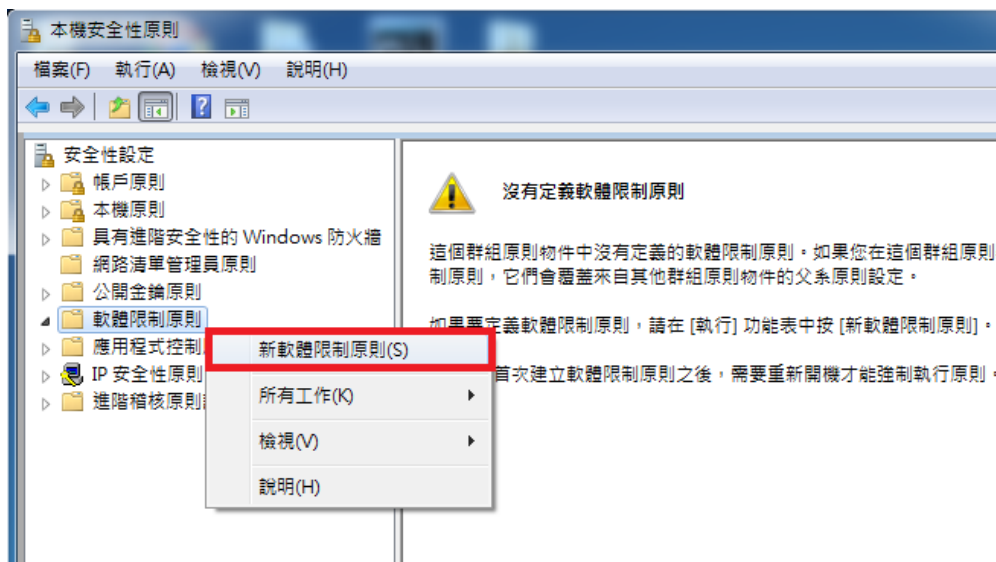 本機安全性原則
檔案(F) 執行(A) 檢視(V) 說明(H)
安全性設定
帳戶原則
本機原則
具有進階安全性的 Windows 防火牆
網路清單管理員原則
公開金鑰原則
軟體限制原則
應用程式控制
IP 安全性原則
進階稽核原則
新軟體限制原則(S)
所有工作(K)
檢視(V)
說明(H)
沒有定義軟體限制原則
這個群組原則物件中沒有定義的軟體限制原則。如果您在這個群組原則
制原則，它們會覆蓋來自其他群組原則物件的父系原則設定。
如果要定義軟體限制原則，請在 [執行] 功能表中按 [新軟體限制原則]。
首次建立軟體限制原則之後，需要重新開機才能強制執行原則。